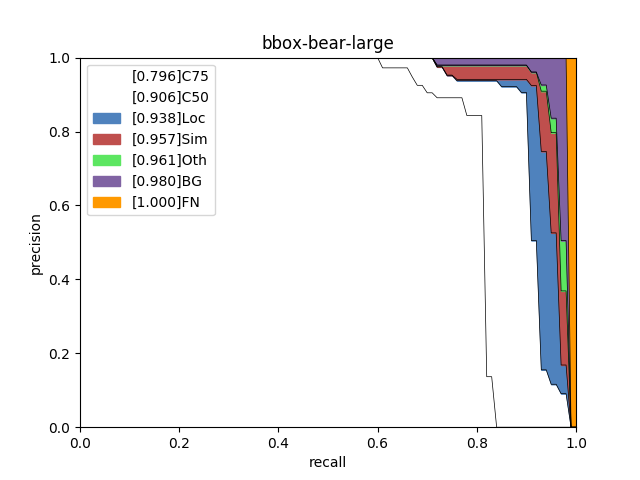 bbox-bear-large
1.0
0.8
0.6
0.4
0.2
0.0
precision
[0.796]C75
[0.906]C50
[0.938]Loc
[0.957]Sim
[0.961]Oth
[0.980]BG
[1.000]FN
0.0 0.2 0.4 0.6 0.8 1.0
recall